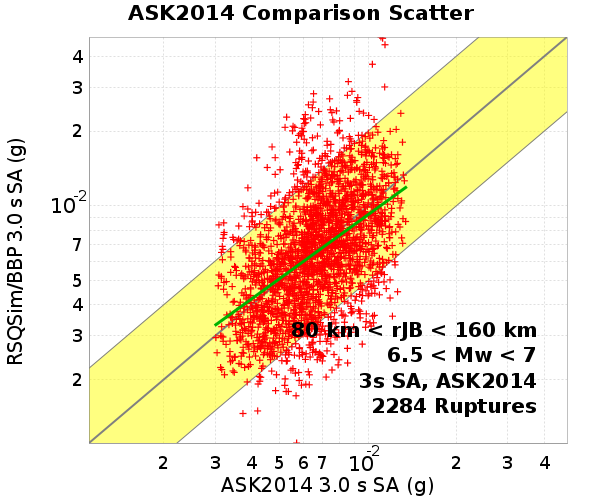 ASK2014 Comparison Scatter
RSQSim/BBP 3.0 s SA (g)
4
3
2
10-2
7
5
4
3
2
80 km < rJB < 160 km
6.5 < Mw < 7
3s SA, ASK2014
2284 Ruptures
2 3 4 5 6 7 10-2 2 3 4
ASK2014 3.0 s SA (g)